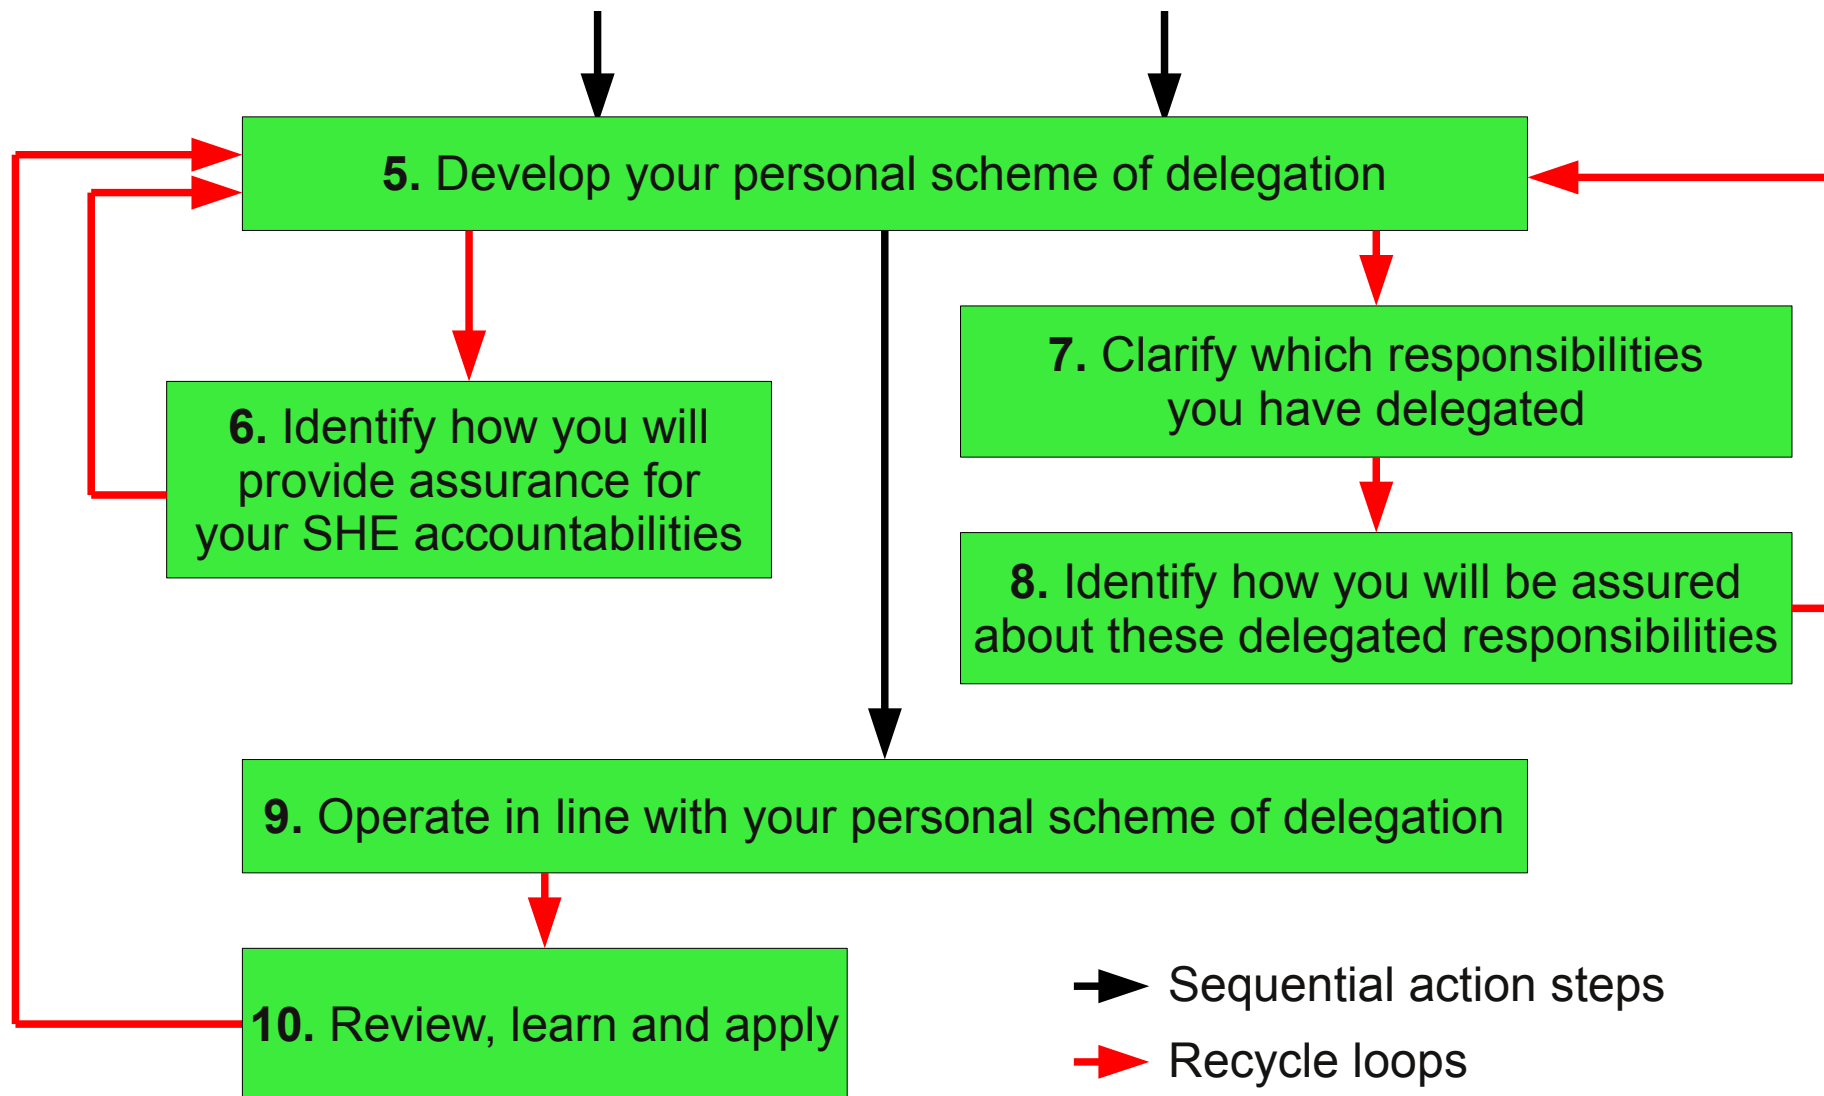 5. Develop your personal scheme of delegation
6. Identify how you will
provide assurance for
your SHE accountabilities
7. Clarify which responsibilities
you have delegated
8. Identify how you will be assured
about these delegated responsibilities
9. Operate in line with your personal scheme of delegation
10. Review, learn and apply
Sequential action steps
Recycle loops